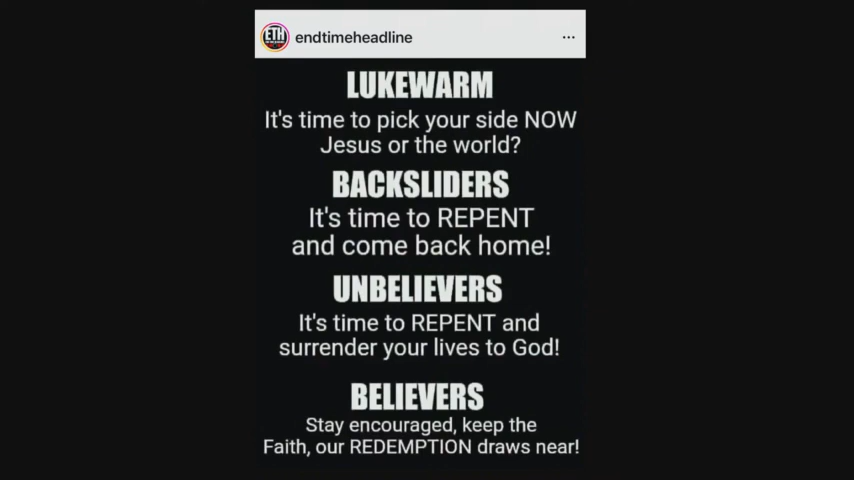 ETH
endtimeheadline
LUKEWARM
It's time to pick your side NOW
Jesus or the world?
BACKSLIDERS
It's time to REPENT
and come back home!
UNBELIEVERS
It's time to REPENT and
surrender your lives to God!
BELIEVERS
Stay encouraged, keep the
Faith, our REDEMPTION draws near!